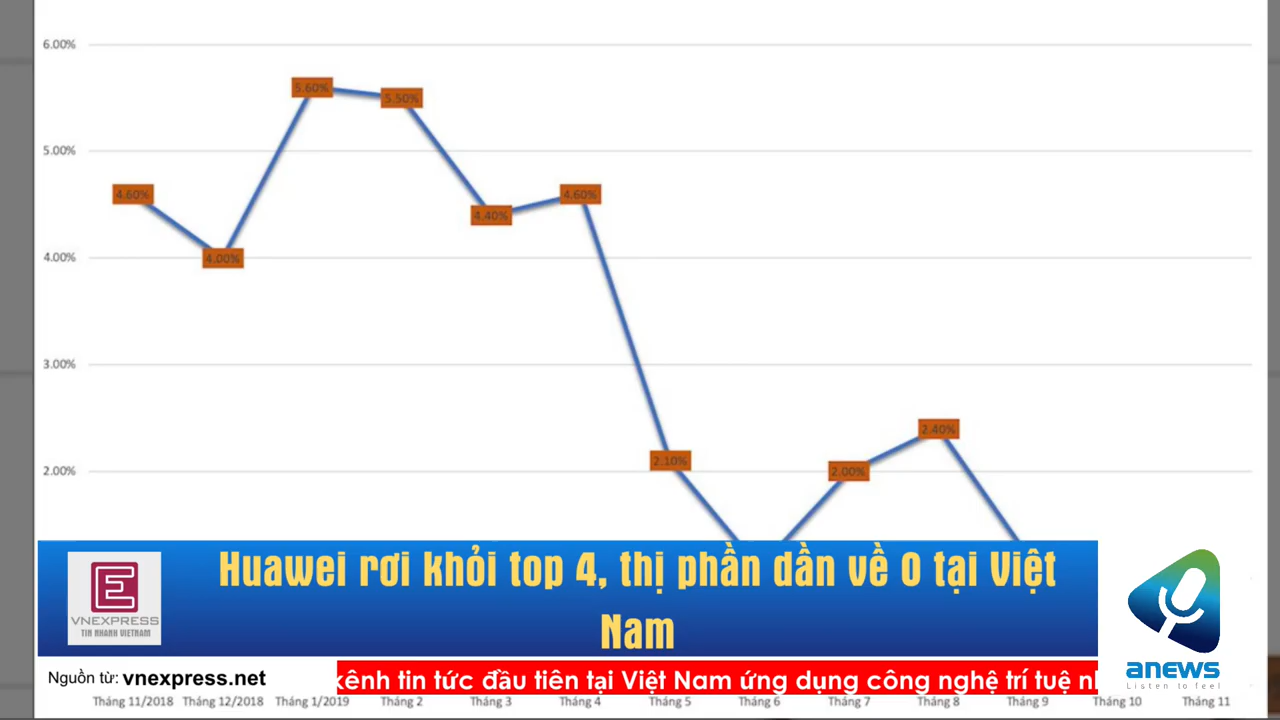 6.00%
5.60%
5.50%
5.00%
4.60%
4.60%
4.40%
4.00%
4.00%
3.00%
2.40%
2.10%
2.00%
2.00%
Huawei rơi khỏi top 4, thị phần dần về 0 tại Việt
Nam
E
VNEXPRESS
TIN NHANH VIETNAM
anews
Listen to feel
Nguồn từ: vnexpress.net
kênh tin tức đầu tiên tại Việt Nam ứng dụng công nghệ trí tuệ
Tháng 11/2018 Tháng 12/2018 Tháng 1/2019 Tháng 2 Tháng 3 Tháng 4 Tháng 5 Tháng 6 Tháng 7 Tháng 8 Tháng 9 Tháng 10 Tháng 11